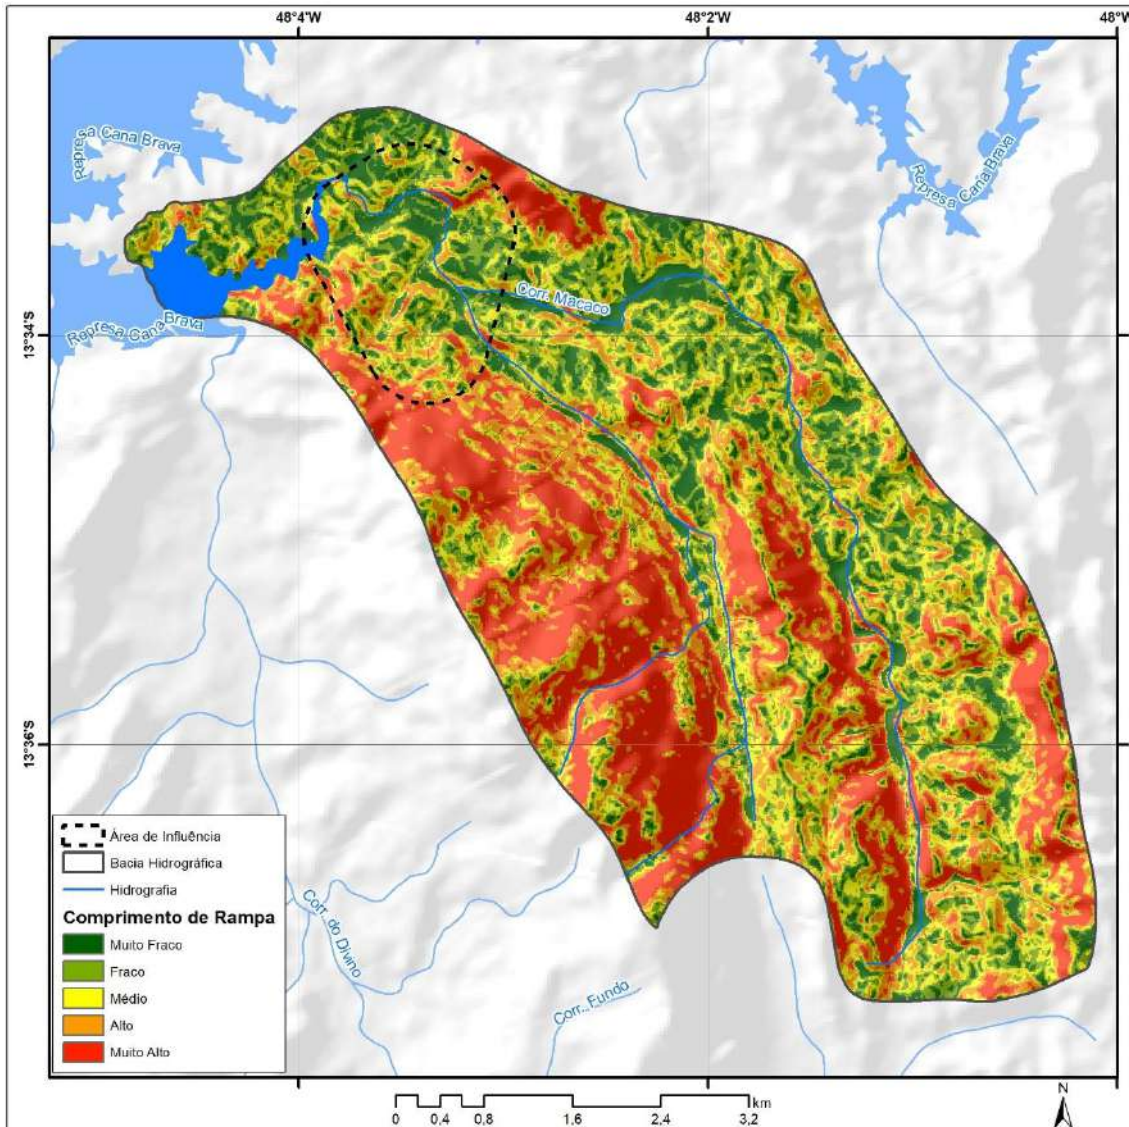 48°4'W
48°2'W
48°W
Represa Cana Brava
Represa Cana Brava
Corr. Macaco
Represa Cana Brava
13°34'S
13°36'S
Área de Influência
Bacia Hidrográfica
Hidrografia
Comprimento de Rampa
Muito Fraco
Fraco
Médio
Alto
Muito Alto
Corr. do Divino
Corr. Fundo
N
km
0 0,4 0,8 1,6 2,4 3,2